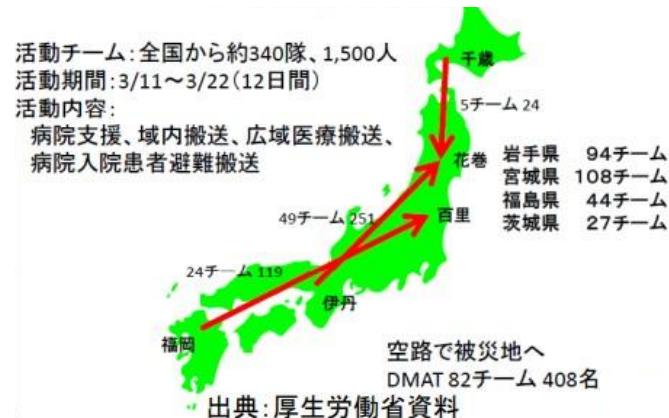 活動チーム：全国から約340隊、1,500人
活動期間：3/11～3/22（12日間）
活動内容：
病院支援、域内搬送、広域医療搬送、
病院入院患者避難搬送
千歳
5チーム 24
花巻
岩手県　94チーム
宮城県　108チーム
福島県　44チーム
茨城県　27チーム
百里
49チーム 251
24チーム 119
伊丹
福岡
空路で被災地へ
DMAT 82チーム 408名
出典：厚生労働省資料